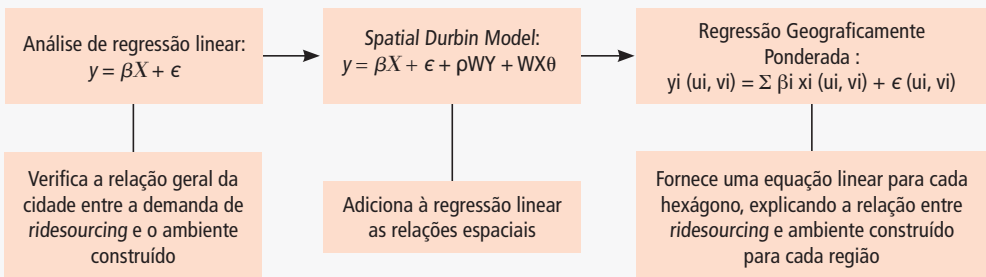 Análise de regressão linear:
y = βX + ϵ
Spatial Durbin Model:
y = βX + ϵ + ρWY + WXθ
Regressão Geograficamente
Ponderada :
yi (ui, vi) = Σ βi xi (ui, vi) + ϵ (ui, vi)
Verifica a relação geral da
cidade entre a demanda de
ridesourcing e o ambiente
construído
Adiciona à regressão linear
as relações espaciais
Fornece uma equação linear para cada
hexágono, explicando a relação entre
ridesourcing e ambiente construído
para cada região